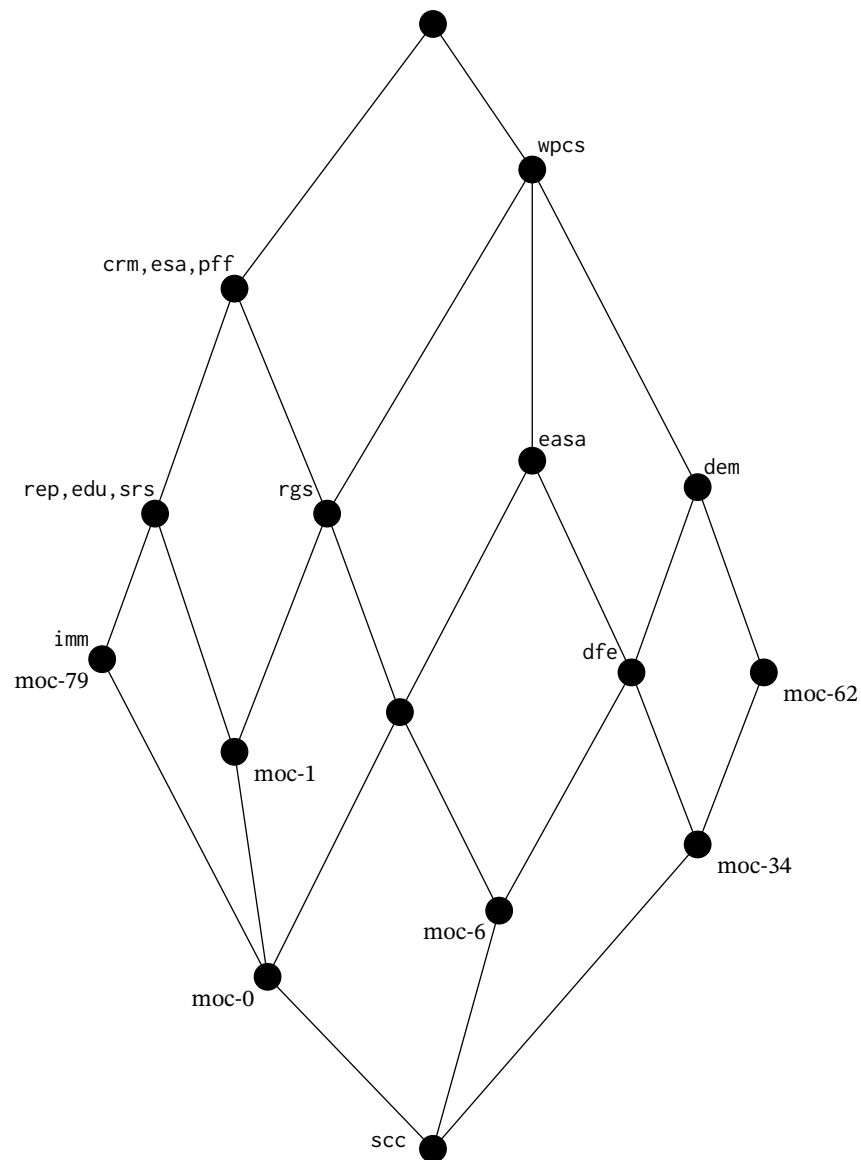 wpcs
crm,esa,pff
easa
dem
rep,edu,srs
rgs
imm
dfe
moc-79
moc-62
moc-1
moc-34
moc-6
moc-0
scc